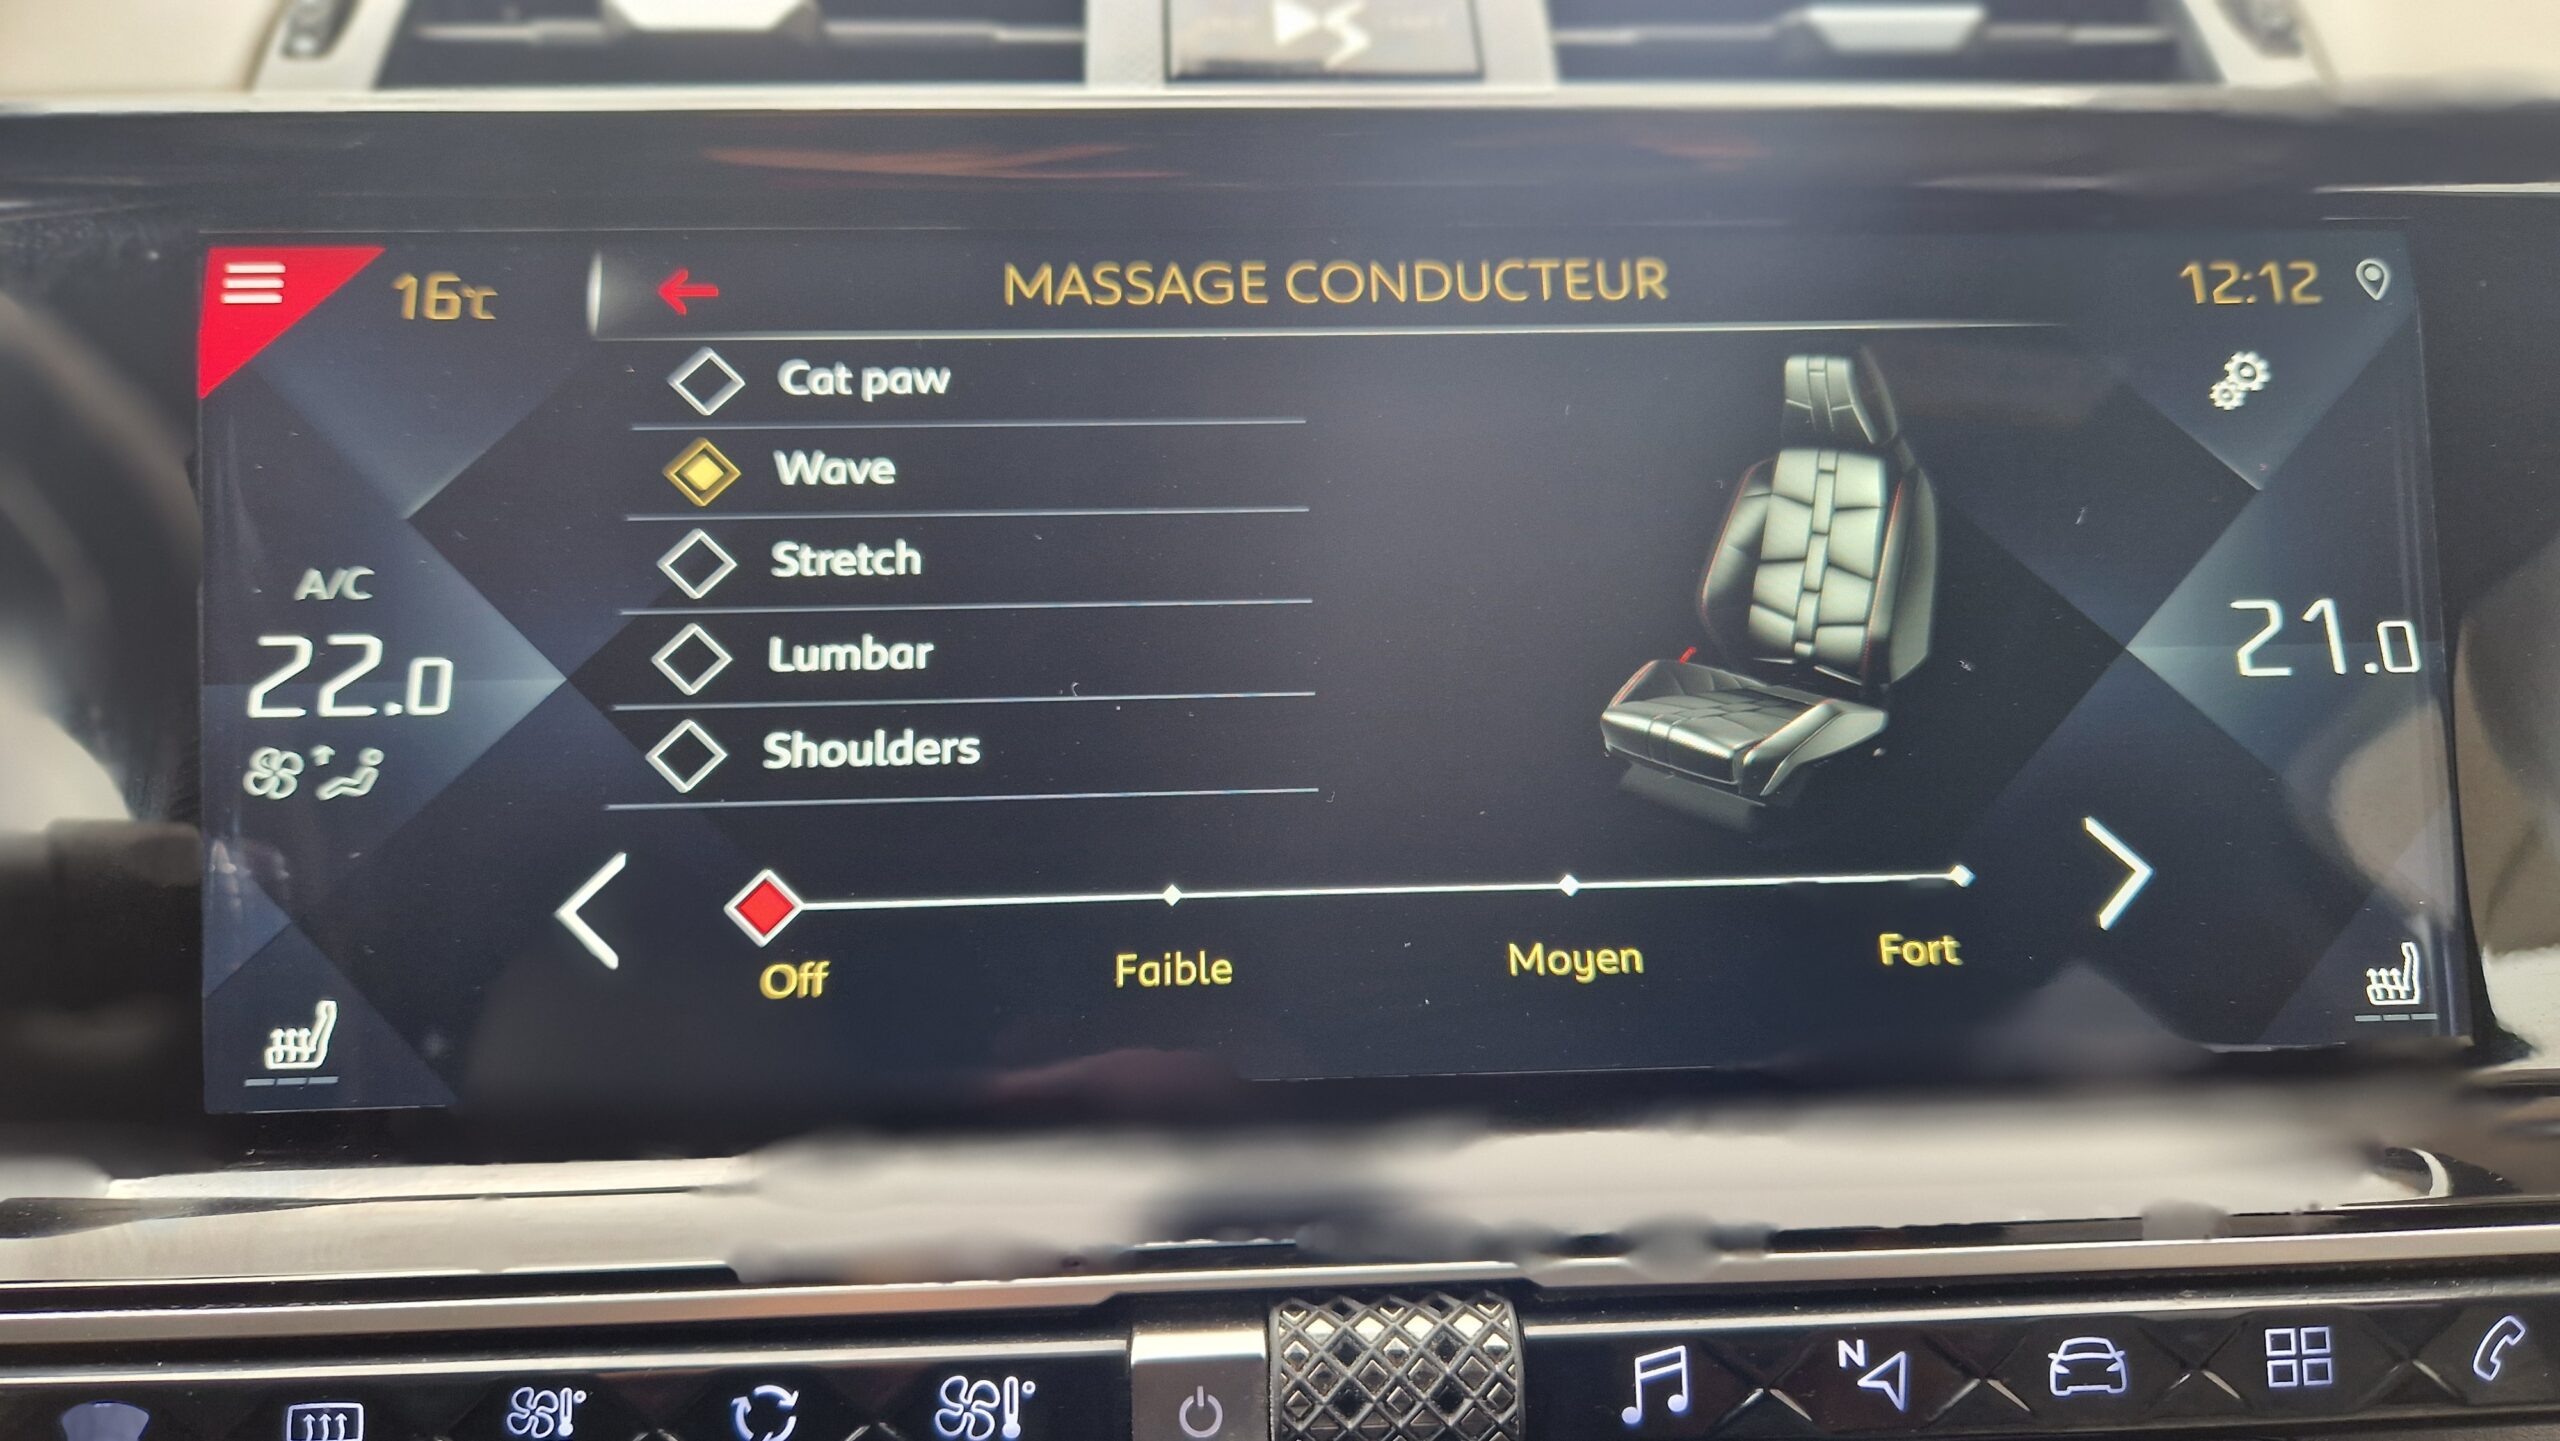 16°C
MASSAGE CONDUCTEUR
12:12
Cat paw
Wave
Stretch
Lumbar
Shoulders
A/C
22.0
21.0
Off Faible Moyen Fort
N